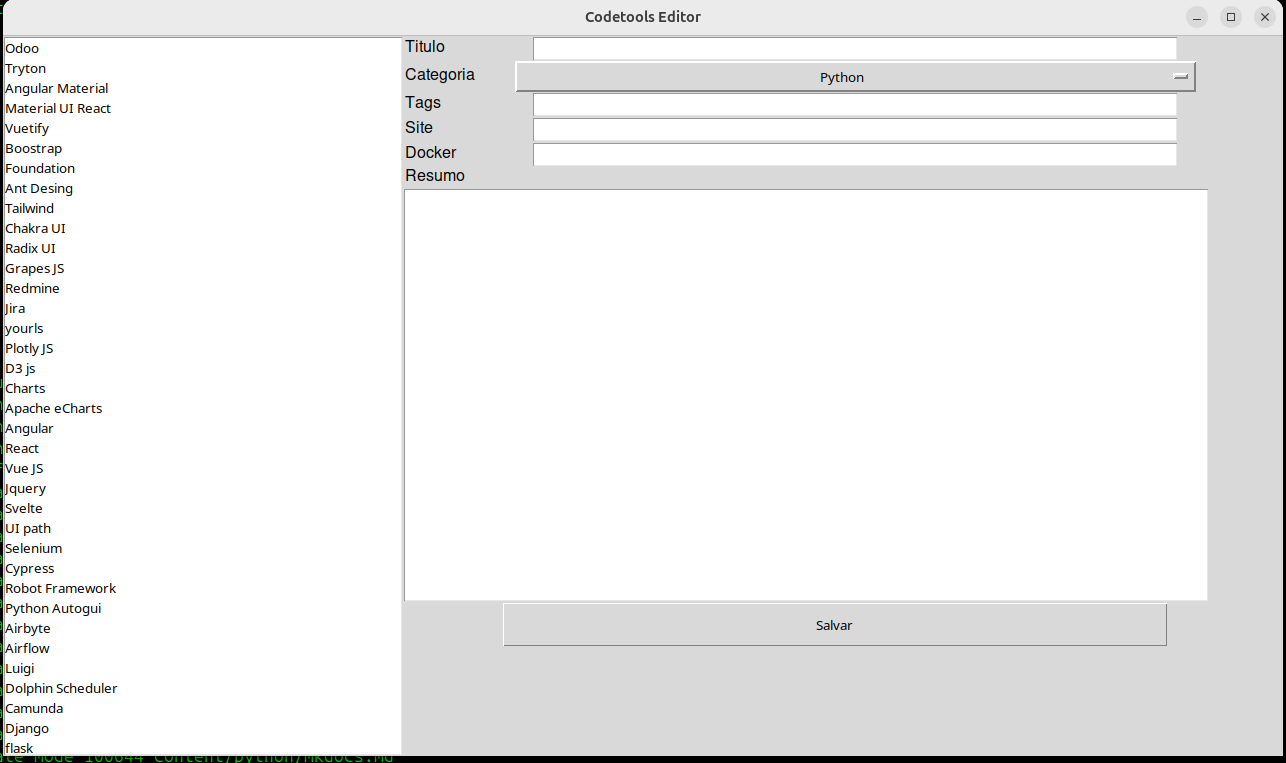 Codetools Editor
Odoo
Tryton
Angular Material
Material UI React
Vuetify
Boostrap
Foundation
Ant Desing
Tailwind
Chakra UI
Radix UI
Grapes JS
Redmine
Jira
yourls
Plotly JS
D3 js
Charts
Apache eCharts
Angular
React
Vue JS
Jquery
Svelte
UI path
Selenium
Cypress
Robot Framework
Python Autogui
Airbyte
Airflow
Luigi
Dolphin Scheduler
Camunda
Django
flask
Titulo
Categoria
Python
Tags
Site
Docker
Resumo
Salvar
ate mode 100644 content/python/Mkdocs.md